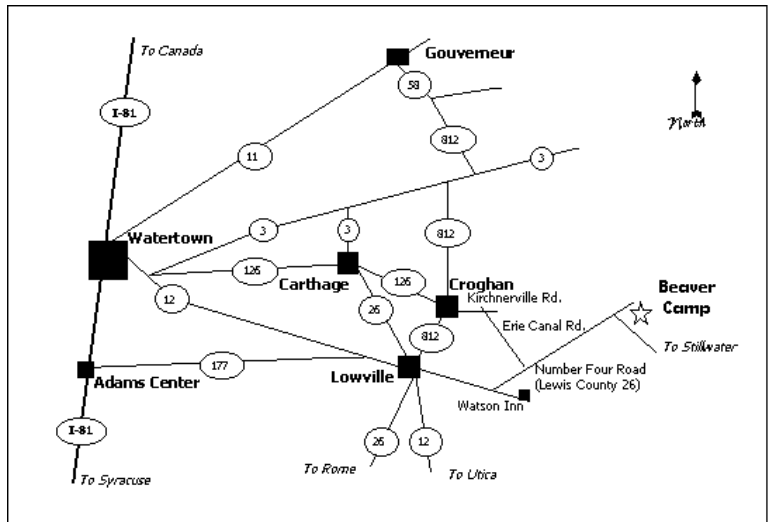 To Canada
Gouverneur
58
I-81
North
812
11
3
Watertown
3
3
812
126
Carthage
126
Croghan
Kirchnerville Rd.
Beaver
Camp
12
26
Erie Canal Rd.
812
To Stillwater
177
Adams Center
Lowville
Number Four Road
(Lewis County 26)
Watson Inn
I-81
26
12
To Syracuse
To Rome
To Utica